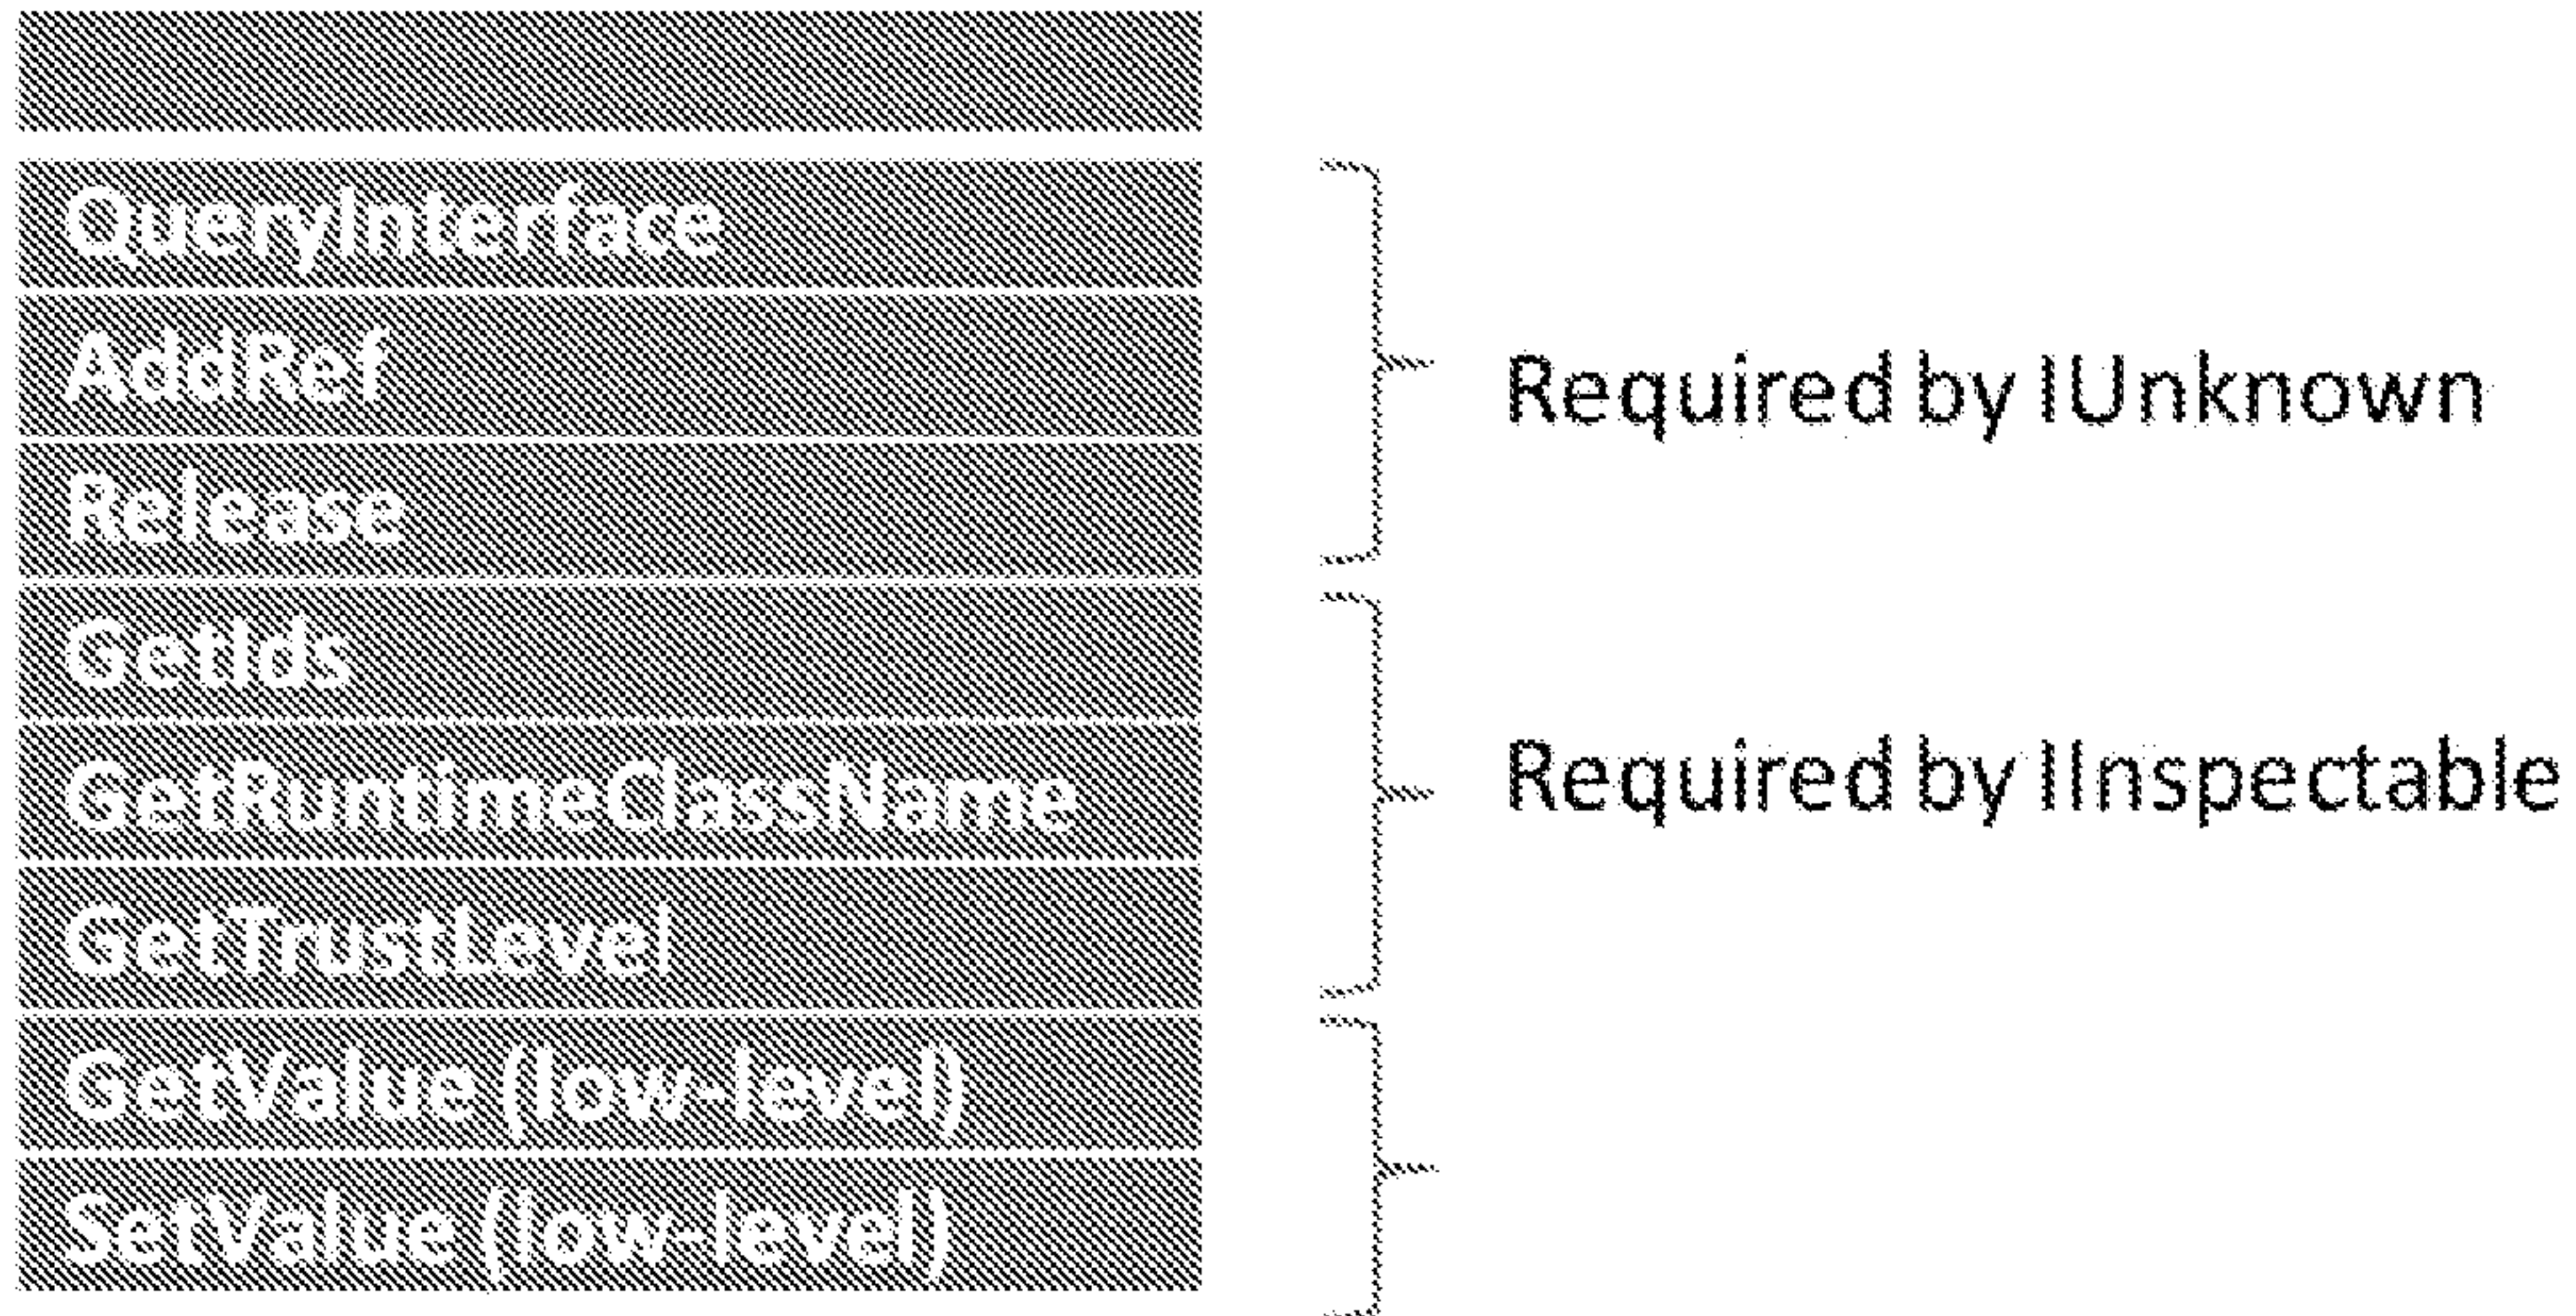 QueryInterface
AddRef
Release
Required by IUnknown
GetIds
GetRuntimeClassName
GetTrustLevel
Required by IInspectable
GetValue (low-level)
SetValue (low-level)